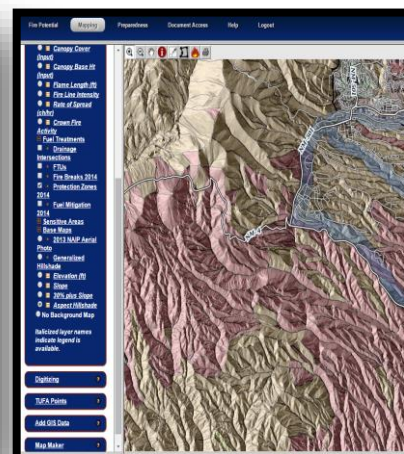 Fire Potential Mapping Preparedness Document Access Help Logout
Canopy Cover
(Input)
Canopy Base Ht
(Input)
Flame Length (ft)
Fire Line Intensity
Rate of Spread
(ch/hr)
Crown Fire
Activity
Fuel Treatments
Drainage
Intersections
FTUs
Fire Breaks 2014
Protection Zones
2014
Fuel Mitigation
2014
Sensitive Areas
Base Maps
2013 NAIP Aerial
Photo
Generalized
Hillshade
Elevation (ft)
Slope
30% plus Slope
Aspect Hillshade
No Background Map
Italicized layer names
indicate legend is
available.
Digitizing
TUFA Points
Add GIS Data
Map Maker